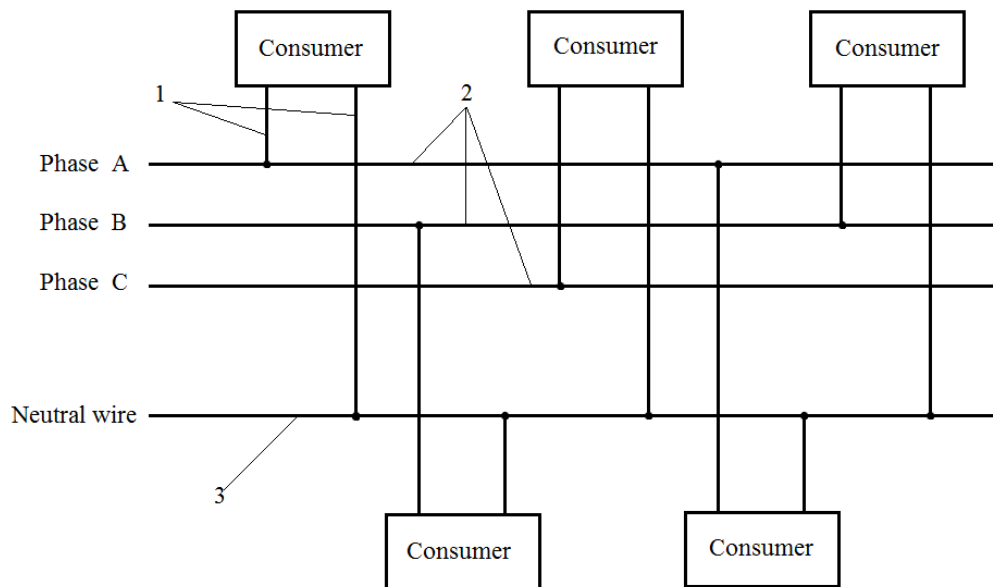 Consumer
Consumer
Consumer
1
2
Phase A
Phase B
Phase C
Neutral wire
3
Consumer
Consumer